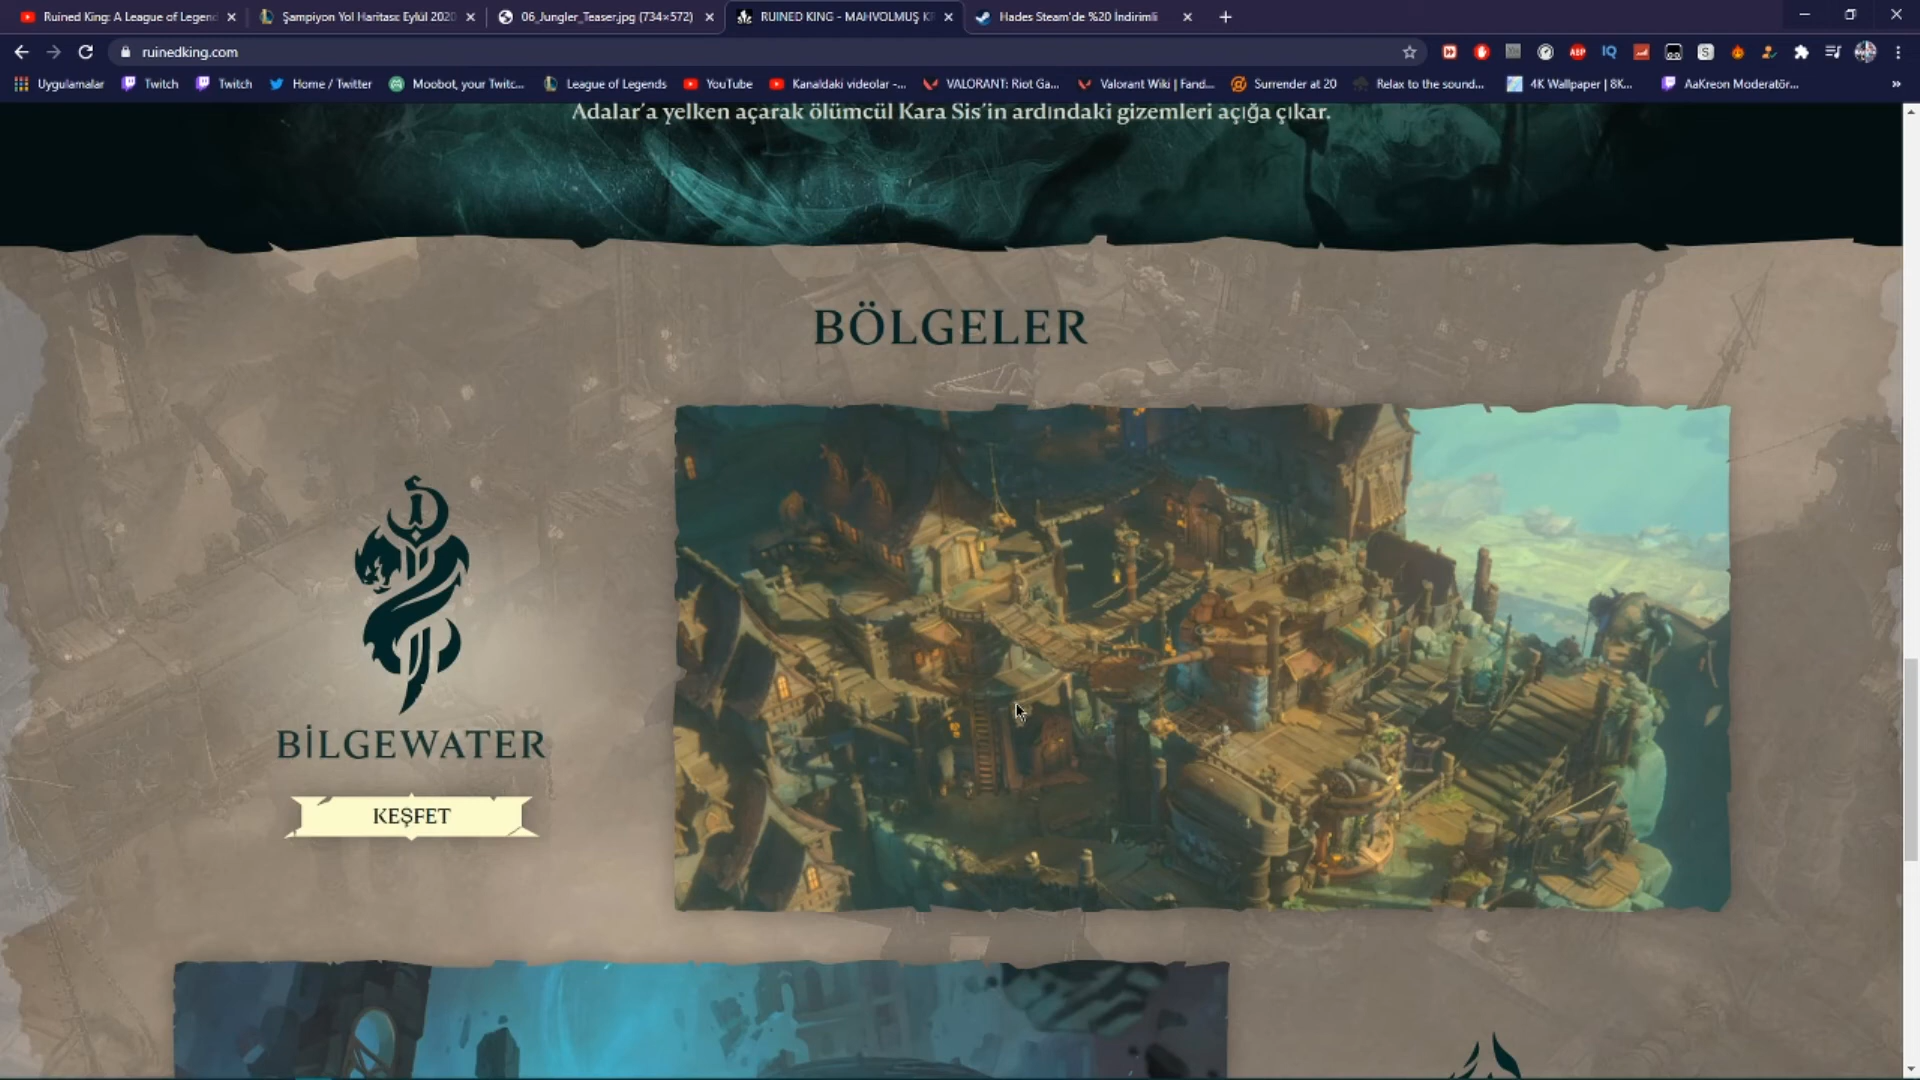 Ruined King: A League of Legen
Şampiyon Yol Haritası: Eylül 2020
06_Jungler_Teaser.jpg (734×572)
RUINED KING - MAHVOLMUŞ K
Hades Steam'de %20 İndirimli
ruinedking.com
Uygulamalar
Twitch
Twitch
Home / Twitter
Moobot, your Twitc...
League of Legends
YouTube
Kanaldaki videolar -...
VALORANT: Riot Ga...
Valorant Wiki | Fand...
Surrender at 20
Relax to the sound...
4K Wallpaper | 8K...
AaKreon Moderatör...
Adalar'a yelken açarak ölümcül Kara Sis'in ardındaki gizemleri açığa çıkar.
BÖLGELER
BİLGEWATER
KEŞFET